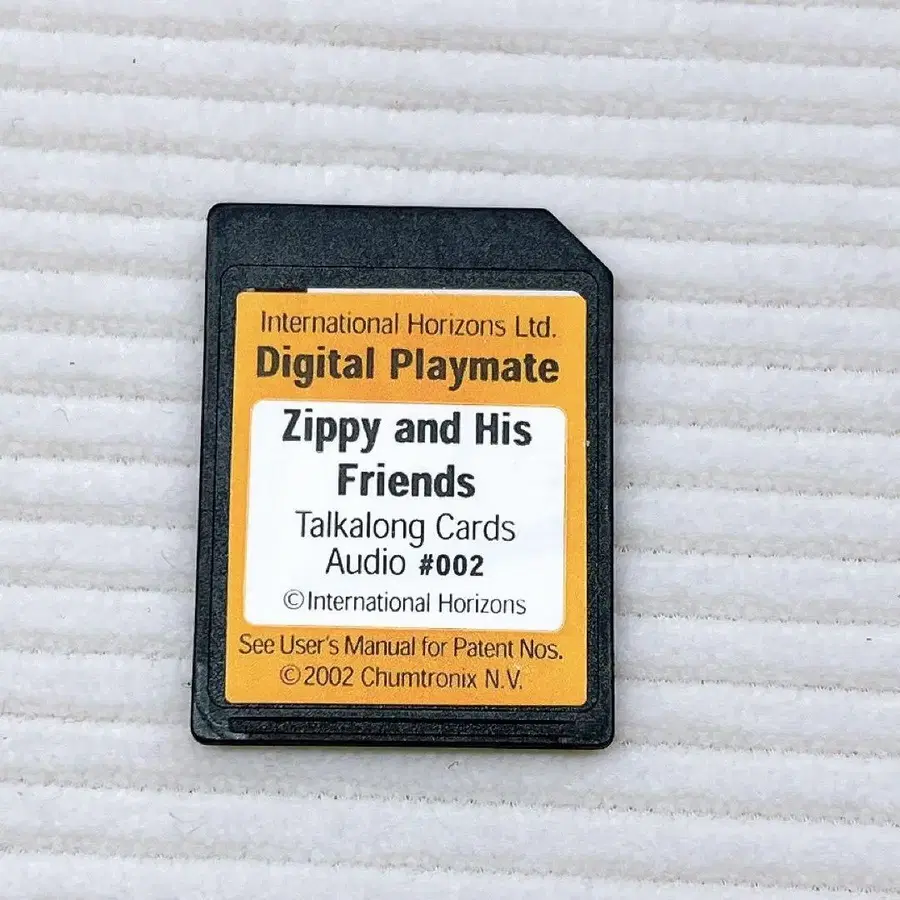 International Horizons Ltd.
Digital Playmate
Zippy and His
Friends
Talkalong Cards
Audio #002
©International Horizons
See User's Manual for Patent Nos.
©2002 Chumtronix N.V.